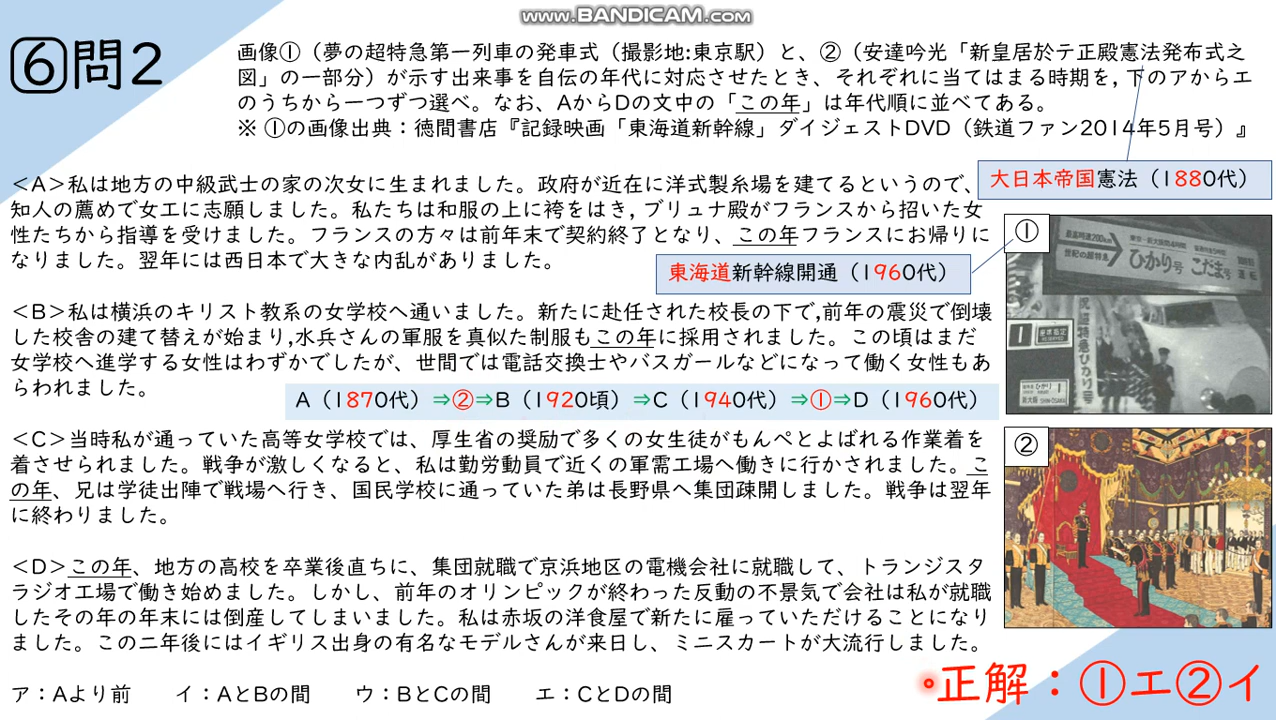 www.BANDICAM.com
⑥問2
画像①（夢の超特急第一列車の発車式（撮影地:東京駅）と、②（安達吟光「新皇居於テ正殿憲法発布式之
図」の一部分）が示す出来事を自伝の年代に対応させたとき、それぞれに当てはまる時期を,下のアからエ
のうちから一つずつ選べ。なお、AからDの文中の「この年」は年代順に並べてある。
※ ①の画像出典：徳間書店『記録映画「東海道新幹線」ダイジェストDVD（鉄道ファン2014年5月号）』
大日本帝国憲法（1880代）
＜A＞私は地方の中級武士の家の次女に生まれました。政府が近在に洋式製糸場を建てるというので、
知人の薦めで女工に志願しました。私たちは和服の上に袴をはき,ブリュナ殿がフランスから招いた女
性たちから指導を受けました。フランスの方々は前年末で契約終了となり、この年フランスにお帰りに
なりました。翌年には西日本で大きな内乱がありました。
東海道新幹線開通（1960代）
＜B＞私は横浜のキリスト教系の女学校へ通いました。新たに赴任された校長の下で,前年の震災で倒壊
した校舎の建て替えが始まり,水兵さんの軍服を真似た制服もこの年に採用されました。この頃はまだ
女学校へ進学する女性はわずかでしたが、世間では電話交換士やバスガールなどになって働く女性もあ
らわれました。
A（1870代）⇒②⇒B（1920頃）⇒C（1940代）⇒①⇒D（1960代）
＜C＞当時私が通っていた高等女学校では、厚生省の奨励で多くの女生徒がもんぺとよばれる作業着を
着させられました。戦争が激しくなると、私は勤労動員で近くの軍需工場へ働きに行かされました。こ
の年、兄は学徒出陣で戦場へ行き、国民学校に通っていた弟は長野県へ集団疎開しました。戦争は翌年
に終わりました。
＜D＞この年、地方の高校を卒業後直ちに、集団就職で京浜地区の電機会社に就職して、トランジスタ
ラジオ工場で働き始めました。しかし、前年のオリンピックが終わった反動の不景気で会社は私が就職
したその年の年末には倒産してしまいました。私は赤坂の洋食屋で新たに雇っていただけることになり
ました。この二年後にはイギリス出身の有名なモデルさんが来日し、ミニスカートが大流行しました。
ア：Aより前　イ：AとBの間　ウ：BとCの間　エ：CとDの間
①
ひかり号
こだま号
超特急ひかり号
1
②
正解：①エ②イ